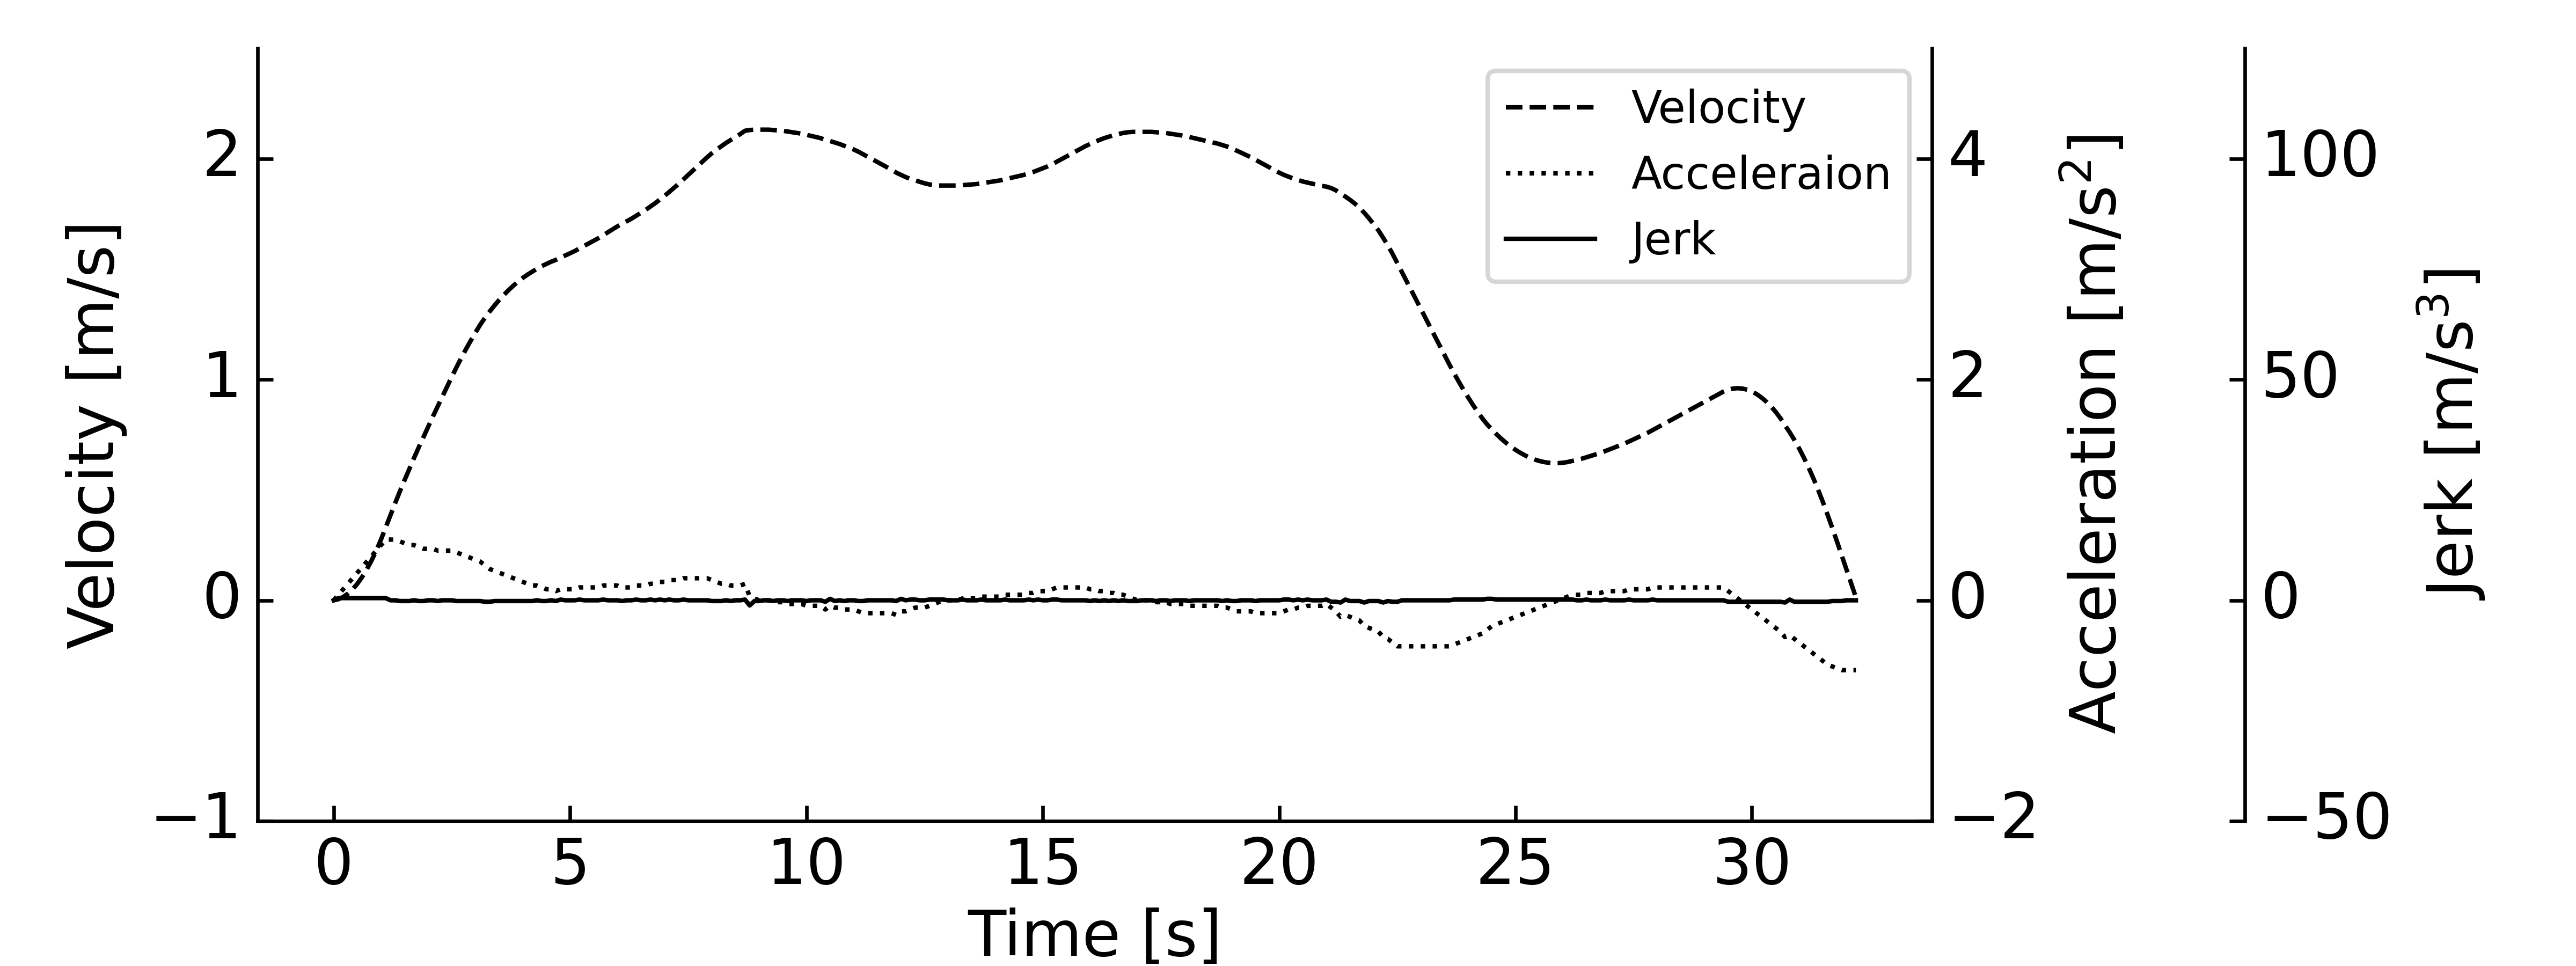 Velocity [m/s]
2
1
0
−1
0 5 10 15 20 25 30
Time [s]
Velocity
Acceleraion
Jerk
4
2
0
−2
Acceleration [m/s²]
100
50
0
−50
Jerk [m/s³]